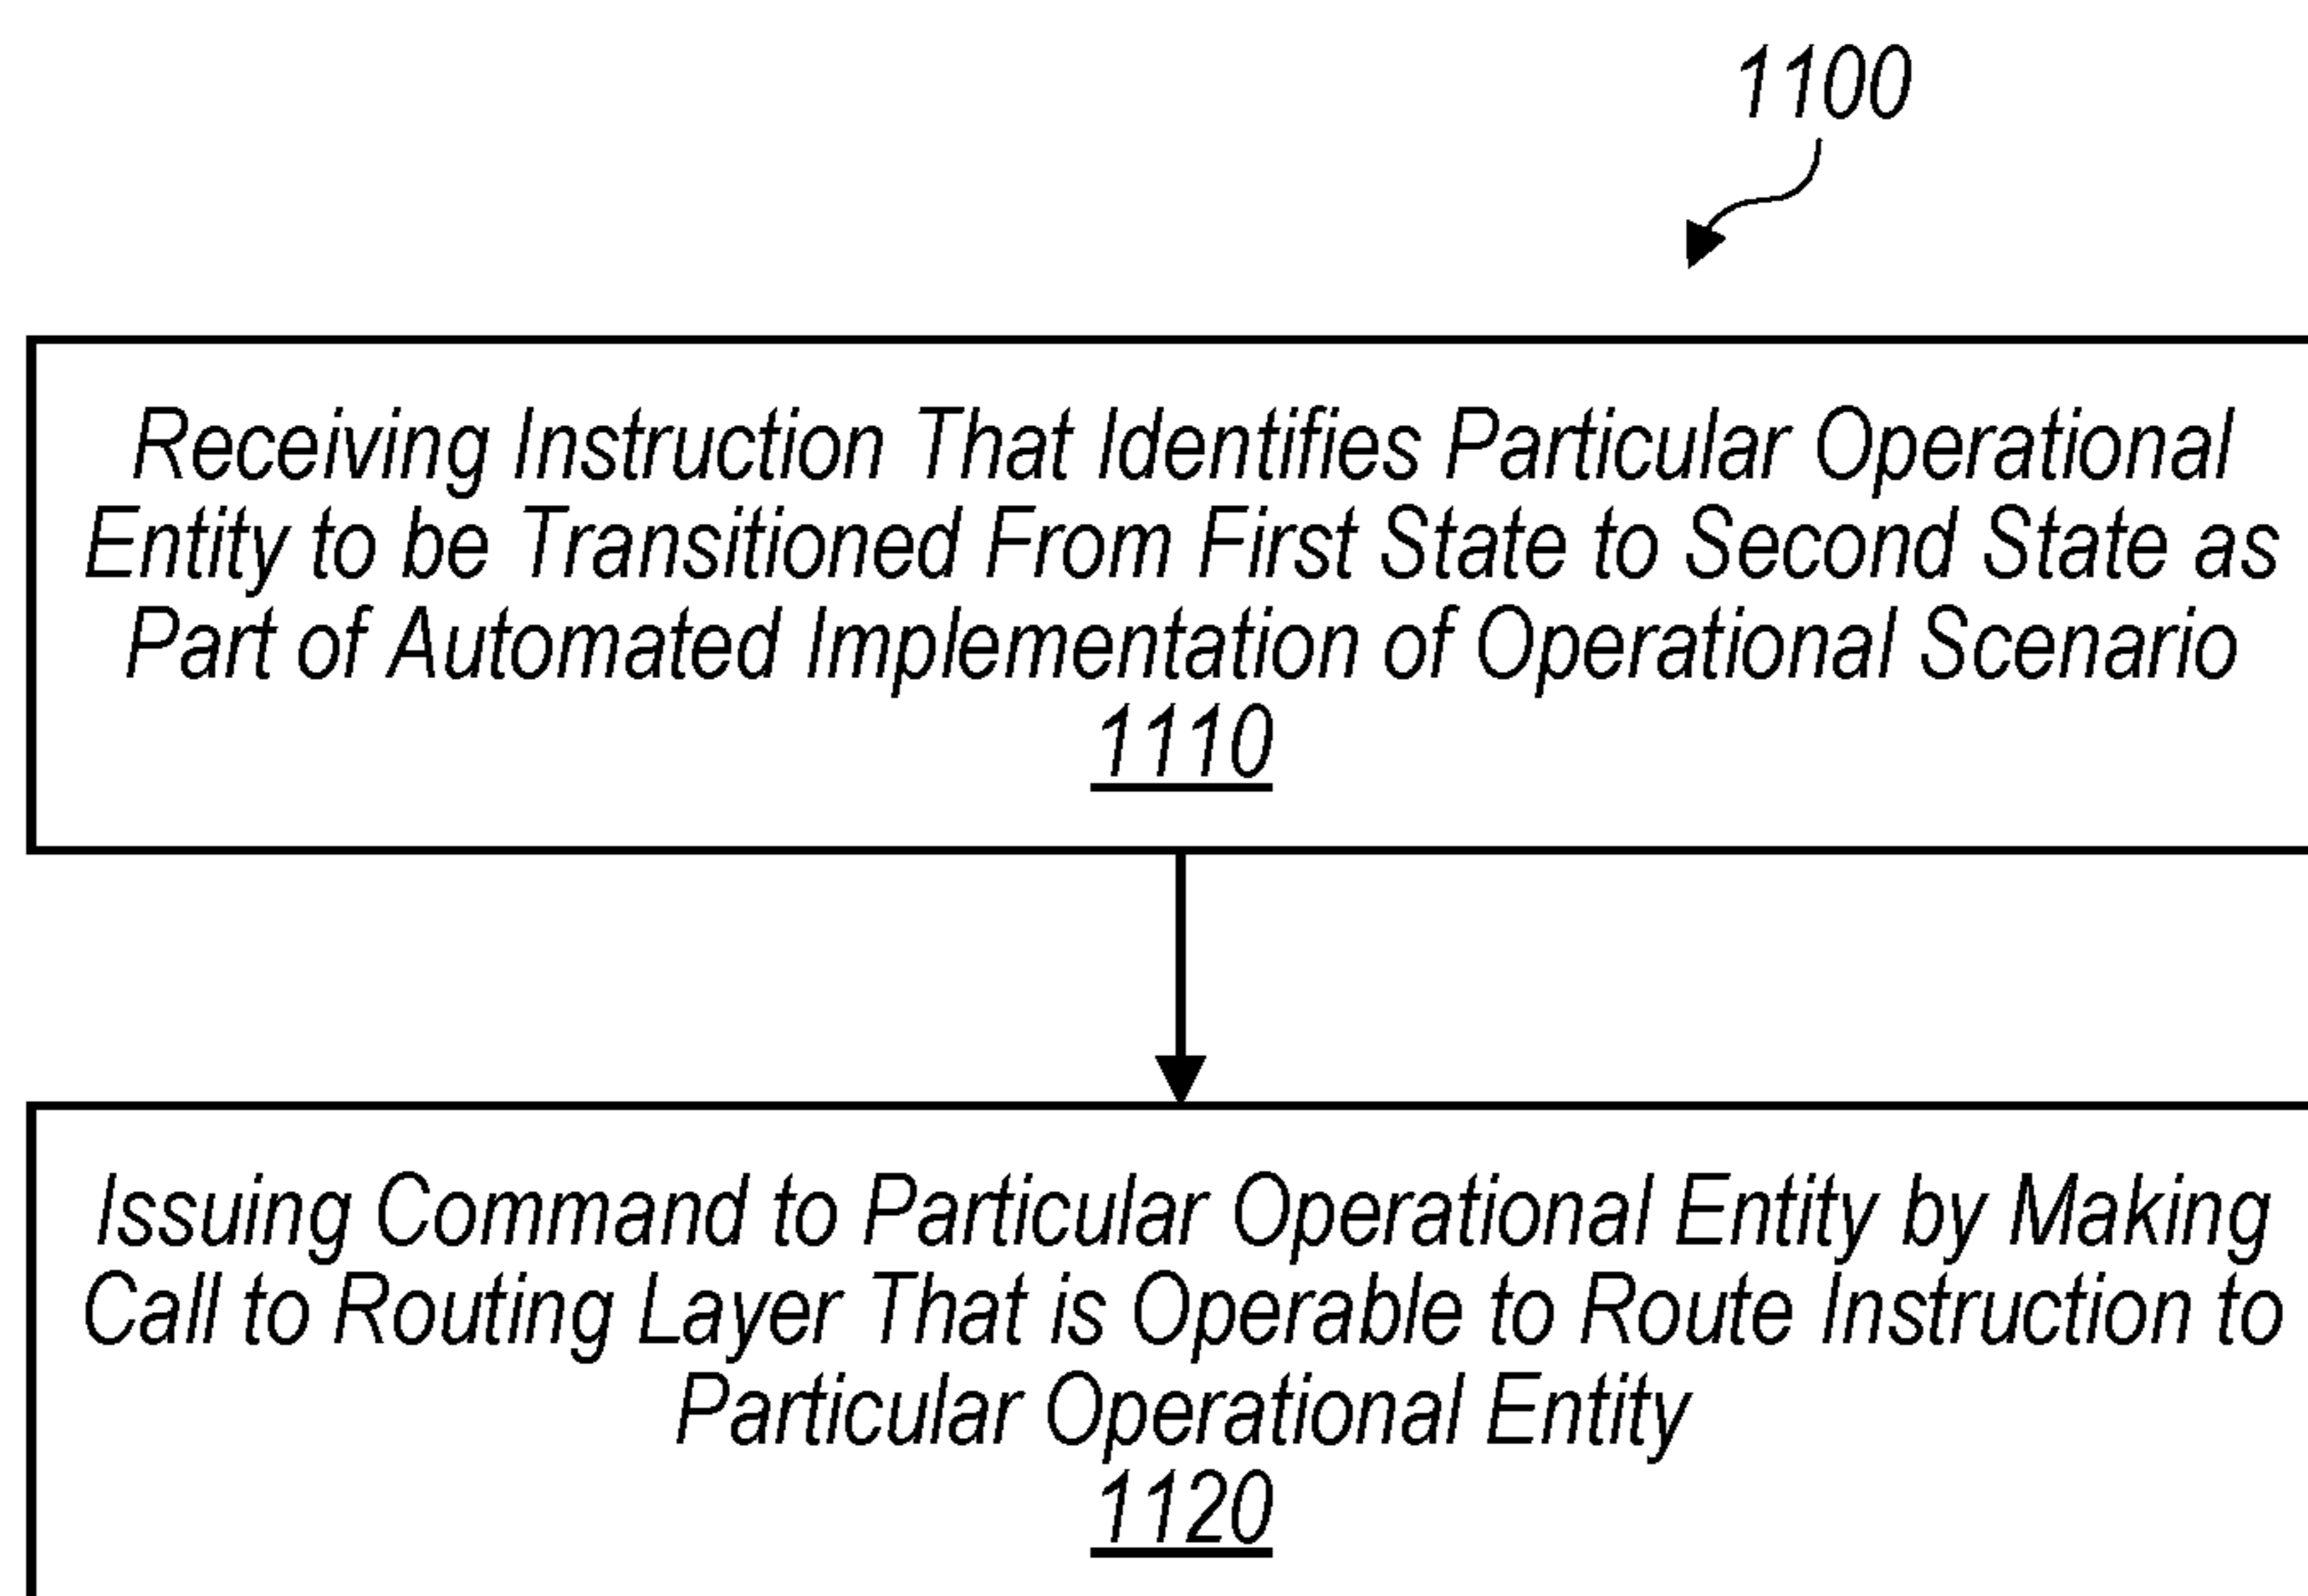 1100
Receiving Instruction That Identifies Particular Operational
Entity to be Transitioned From First State to Second State as
Part of Automated Implementation of Operational Scenario
1110
Issuing Command to Particular Operational Entity by Making
Call to Routing Layer That is Operable to Route Instruction to
Particular Operational Entity
1120